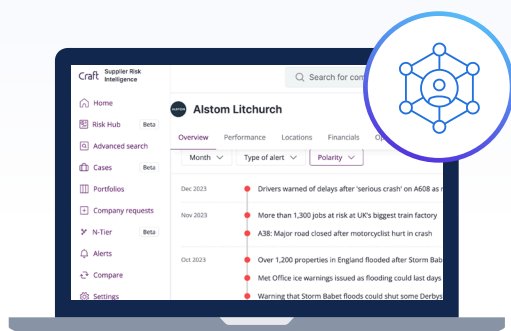 Craft Supplier Risk Intelligence
Search for com
Home
Risk Hub Beta
Advanced search
Cases Beta
Portfolios
Company requests
N-Tier Beta
Alerts
Compare
Settings
Alstom Litchurch
Overview Performance Locations Financials
Month Type of alert Polarity
Dec 2023 Drivers warned of delays after 'serious crash' on A608 as
Nov 2023 More than 1,300 jobs at risk at UK's biggest train factory
A38: Major road closed after motorcyclist hurt in crash
Oct 2023 Over 1,200 properties in England flooded after Storm Bab
Met Office ice warnings issued as flooding could last days
Warning that Storm Babet floods could shut some Derbys